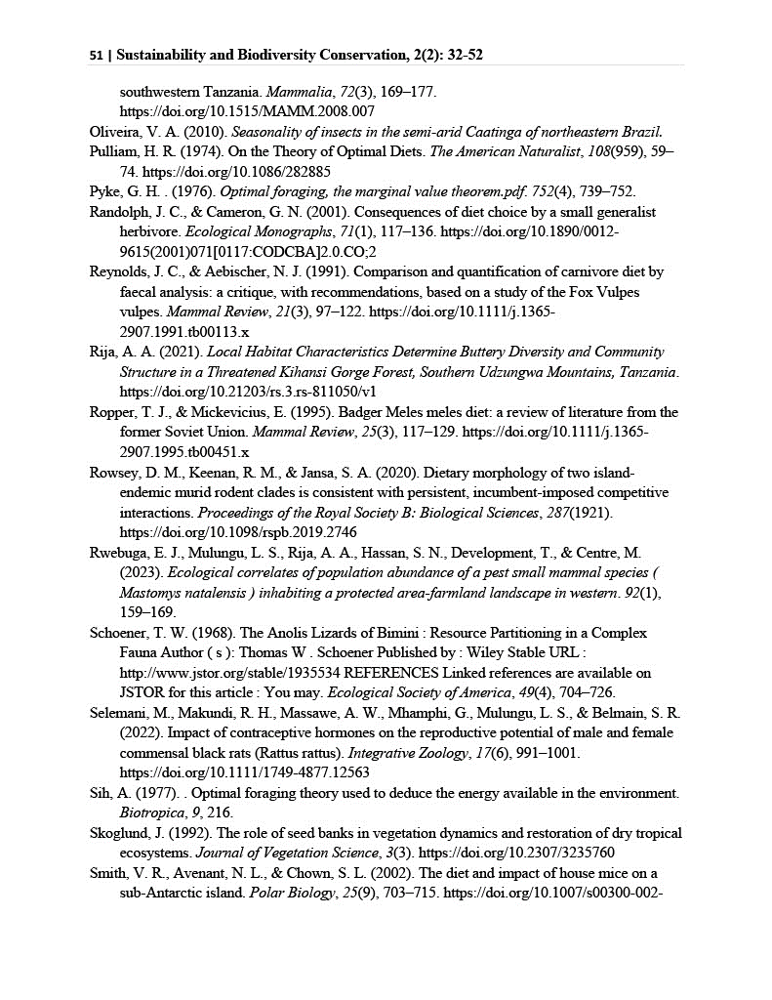 51 | Sustainability and Biodiversity Conservation, 2(2): 32-52
southwestern Tanzania. Mammalia, 72(3), 169–177.
https://doi.org/10.1515/MAMM.2008.007
Oliveira, V. A. (2010). Seasonality of insects in the semi-arid Caatinga of northeastern Brazil.
Pulliam, H. R. (1974). On the Theory of Optimal Diets. The American Naturalist, 108(959), 59–
74. https://doi.org/10.1086/282885
Pyke, G. H. . (1976). Optimal foraging, the marginal value theorem.pdf. 752(4), 739–752.
Randolph, J. C., & Cameron, G. N. (2001). Consequences of diet choice by a small generalist
herbivore. Ecological Monographs, 71(1), 117–136. https://doi.org/10.1890/0012-
9615(2001)071[0117:CODCBA]2.0.CO;2
Reynolds, J. C., & Aebischer, N. J. (1991). Comparison and quantification of carnivore diet by
faecal analysis: a critique, with recommendations, based on a study of the Fox Vulpes
vulpes. Mammal Review, 21(3), 97–122. https://doi.org/10.1111/j.1365-
2907.1991.tb00113.x
Rija, A. A. (2021). Local Habitat Characteristics Determine Buttery Diversity and Community
Structure in a Threatened Kihansi Gorge Forest, Southern Udzungwa Mountains, Tanzania.
https://doi.org/10.21203/rs.3.rs-811050/v1
Ropper, T. J., & Mickevicius, E. (1995). Badger Meles meles diet: a review of literature from the
former Soviet Union. Mammal Review, 25(3), 117–129. https://doi.org/10.1111/j.1365-
2907.1995.tb00451.x
Rowsey, D. M., Keenan, R. M., & Jansa, S. A. (2020). Dietary morphology of two island-
endemic murid rodent clades is consistent with persistent, incumbent-imposed competitive
interactions. Proceedings of the Royal Society B: Biological Sciences, 287(1921).
https://doi.org/10.1098/rspb.2019.2746
Rwebuga, E. J., Mulungu, L. S., Rija, A. A., Hassan, S. N., Development, T., & Centre, M.
(2023). Ecological correlates of population abundance of a pest small mammal species (
Mastomys natalensis ) inhabiting a protected area-farmland landscape in western. 92(1),
159–169.
Schoener, T. W. (1968). The Anolis Lizards of Bimini : Resource Partitioning in a Complex
Fauna Author ( s ): Thomas W . Schoener Published by : Wiley Stable URL :
http://www.jstor.org/stable/1935534 REFERENCES Linked references are available on
JSTOR for this article : You may. Ecological Society of America, 49(4), 704–726.
Selemani, M., Makundi, R. H., Massawe, A. W., Mhamphi, G., Mulungu, L. S., & Belmain, S. R.
(2022). Impact of contraceptive hormones on the reproductive potential of male and female
commensal black rats (Rattus rattus). Integrative Zoology, 17(6), 991–1001.
https://doi.org/10.1111/1749-4877.12563
Sih, A. (1977). . Optimal foraging theory used to deduce the energy available in the environment.
Biotropica, 9, 216.
Skoglund, J. (1992). The role of seed banks in vegetation dynamics and restoration of dry tropical
ecosystems. Journal of Vegetation Science, 3(3). https://doi.org/10.2307/3235760
Smith, V. R., Avenant, N. L., & Chown, S. L. (2002). The diet and impact of house mice on a
sub-Antarctic island. Polar Biology, 25(9), 703–715. https://doi.org/10.1007/s00300-002-